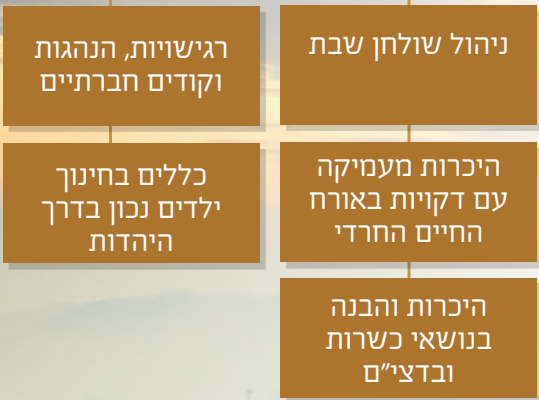 ניהול שולחן שבת
היכרות מעמיקה
עם דקויות באורח
החיים החרדי
היכרות והבנה
בנושאי כשרות
ובדצי״ם
רגישויות, הנהגות
וקודים חברתיים
כללים בחינוך
ילדים נכון בדרך
היהדות